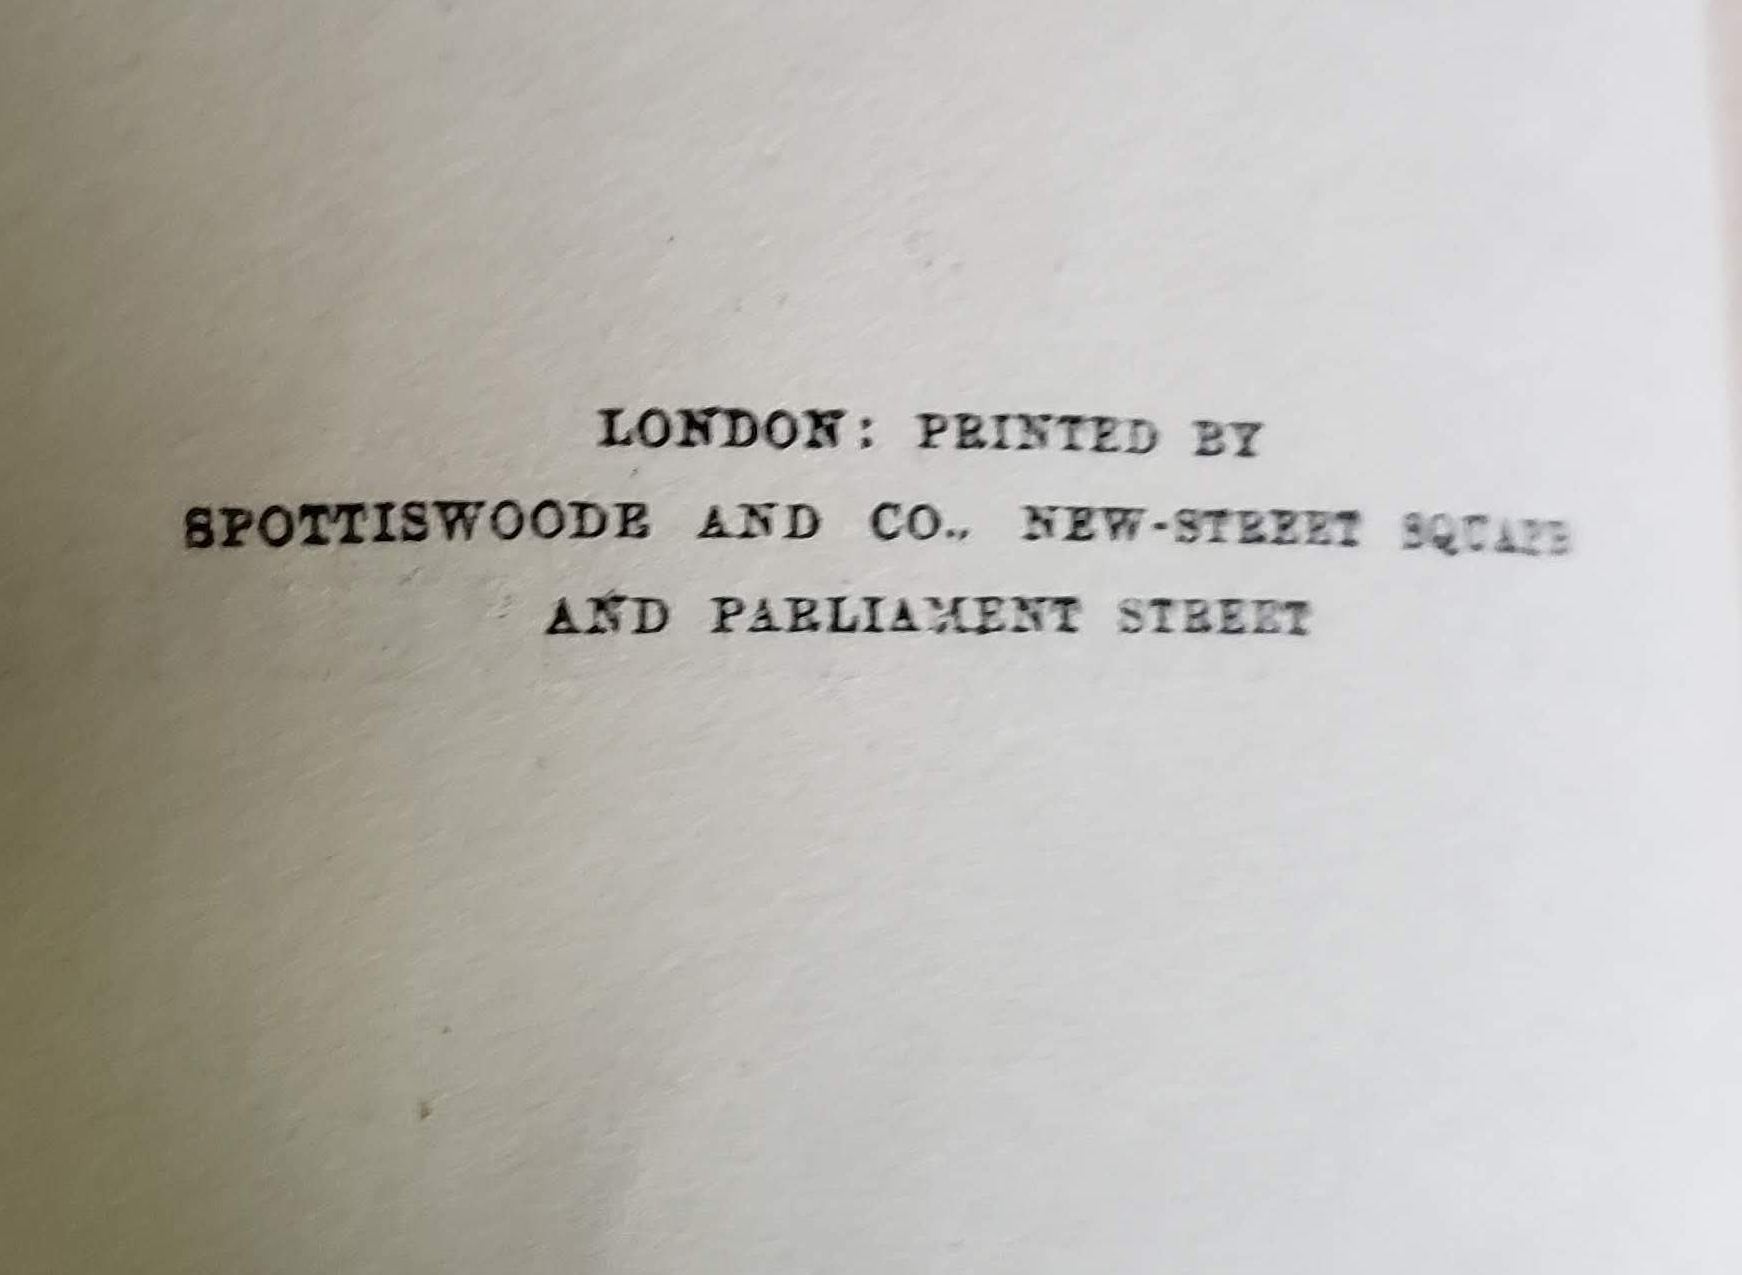 LONDON: PRINTED BY
SPOTTISWOODE AND CO., NEW-STREET SQUARE
AND PARLIAMENT STREET